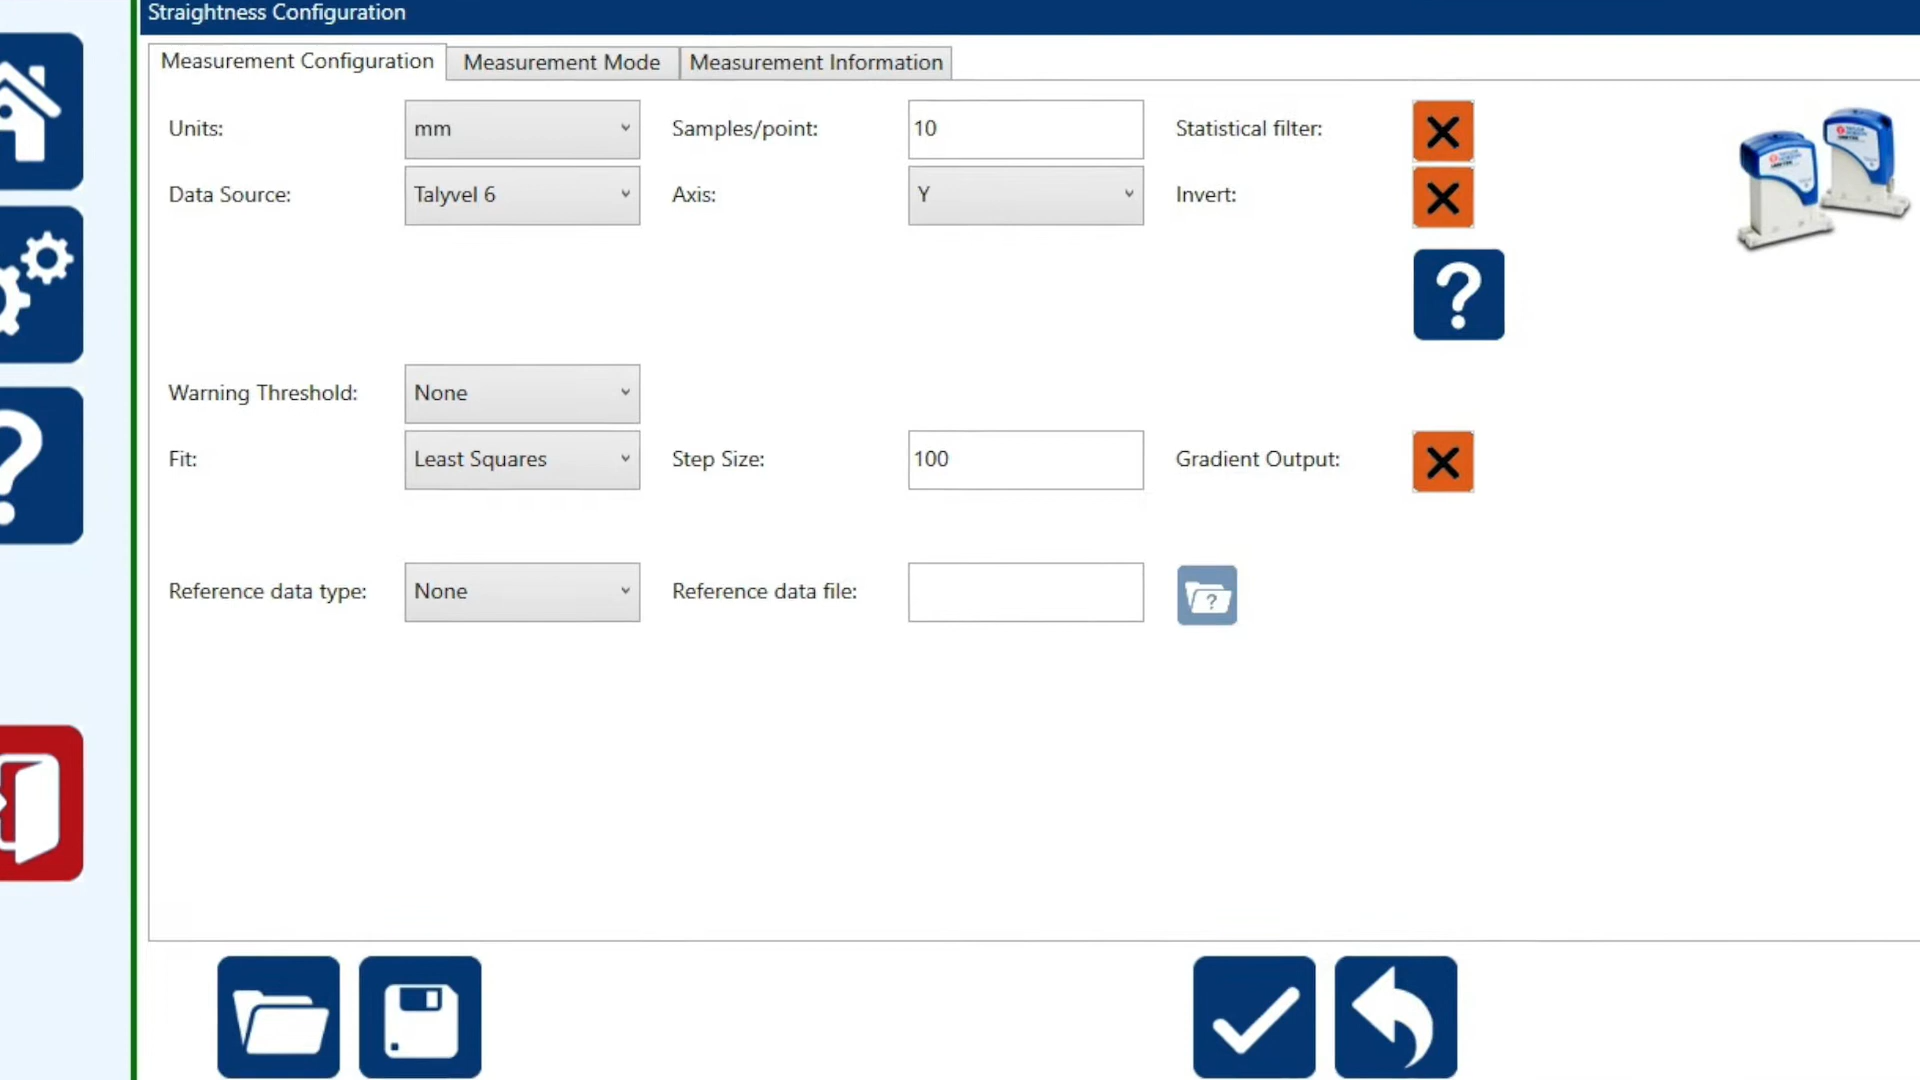 Straightness Configuration
Measurement Configuration Measurement Mode Measurement Information
Units: mm Samples/point: 10 Statistical filter:
Data Source: Talyvel 6 Axis: Y Invert:
Warning Threshold: None
Fit: Least Squares Step Size: 100 Gradient Output:
Reference data type: None Reference data file: